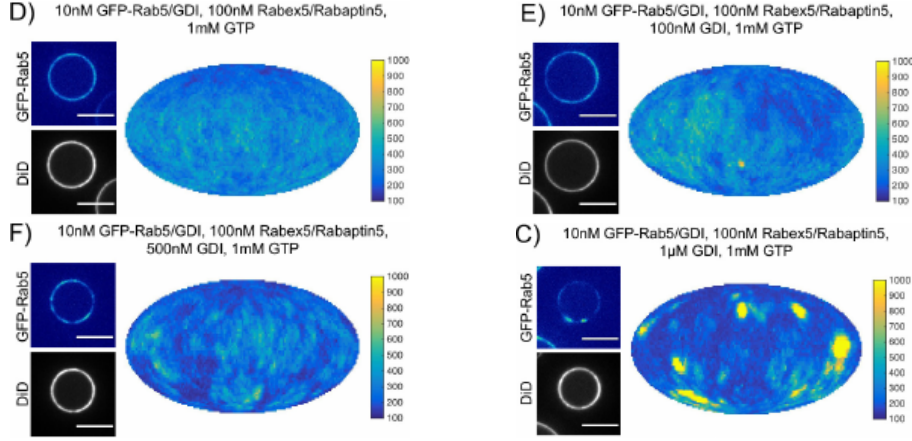 D) 10nM GFP-Rab5/GDI, 100nM Rabex5/Rabaptin5,
1mM GTP
GFP-Rab5
DiD
1000
900
800
700
600
500
400
300
200
100
E) 10nM GFP-Rab5/GDI, 100nM Rabex5/Rabaptin5,
100nM GDI, 1mM GTP
GFP-Rab5
DiD
1000
900
800
700
600
500
400
300
200
100
F) 10nM GFP-Rab5/GDI, 100nM Rabex5/Rabaptin5,
500nM GDI, 1mM GTP
GFP-Rab5
DiD
1000
900
800
700
600
500
400
300
200
100
C) 10nM GFP-Rab5/GDI, 100nM Rabex5/Rabaptin5,
1µM GDI, 1mM GTP
GFP-Rab5
DiD
1000
900
800
700
600
500
400
300
200
100